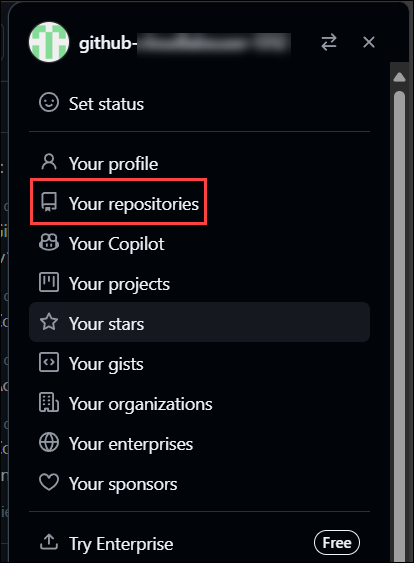 github-
Set status
Your profile
Your repositories
Your Copilot
Your projects
Your stars
Your gists
Your organizations
Your enterprises
Your sponsors
Try Enterprise Free